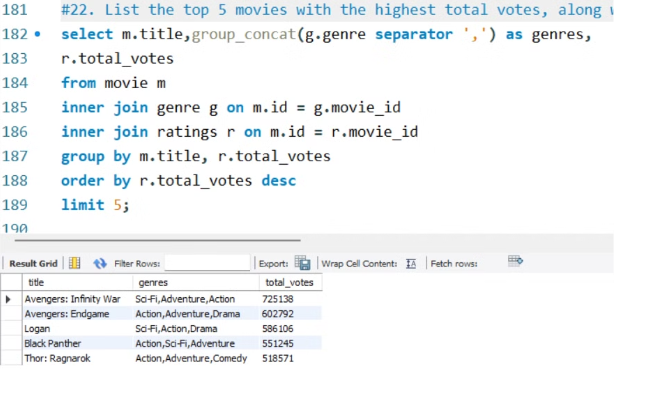 181 #22. List the top 5 movies with the highest total votes, along
182 select m.title,group_concat(g.genre separator ',') as genres,
183 r.total_votes
184 from movie m
185 inner join genre g on m.id = g.movie_id
186 inner join ratings r on m.id = r.movie_id
187 group by m.title, r.total_votes
188 order by r.total_votes desc
189 limit 5;
190
Result Grid Filter Rows: Export: Wrap Cell Content: IA Fetch rows:
title genres total_votes
Avengers: Infinity War Sci-Fi,Adventure,Action 725138
Avengers: Endgame Action,Adventure,Drama 602792
Logan Sci-Fi,Action,Drama 586106
Black Panther Action,Sci-Fi,Adventure 551245
Thor: Ragnarok Action,Adventure,Comedy 518571